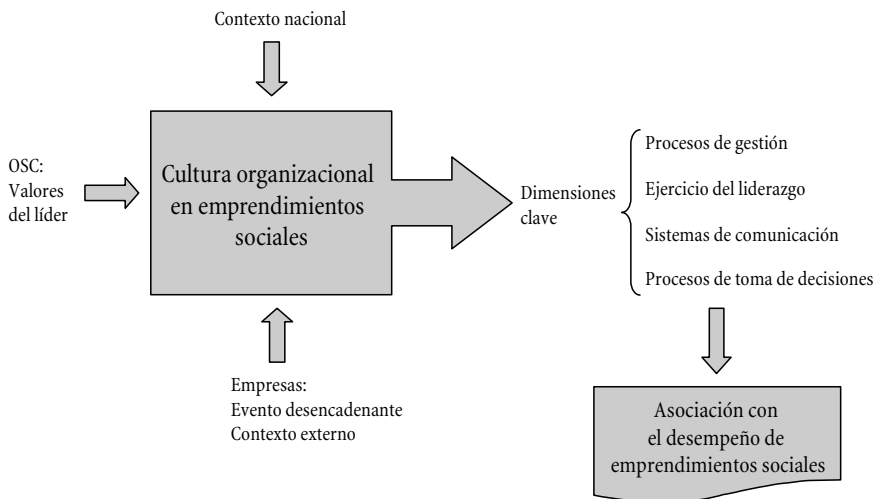 Contexto nacional
OSC:
Valores
del líder
Cultura organizacional
en emprendimientos
sociales
Empresas:
Evento desencadenante
Contexto externo
Dimensiones
clave
Procesos de gestión
Ejercicio del liderazgo
Sistemas de comunicación
Procesos de toma de decisiones
Asociación con
el desempeño de
emprendimientos sociales